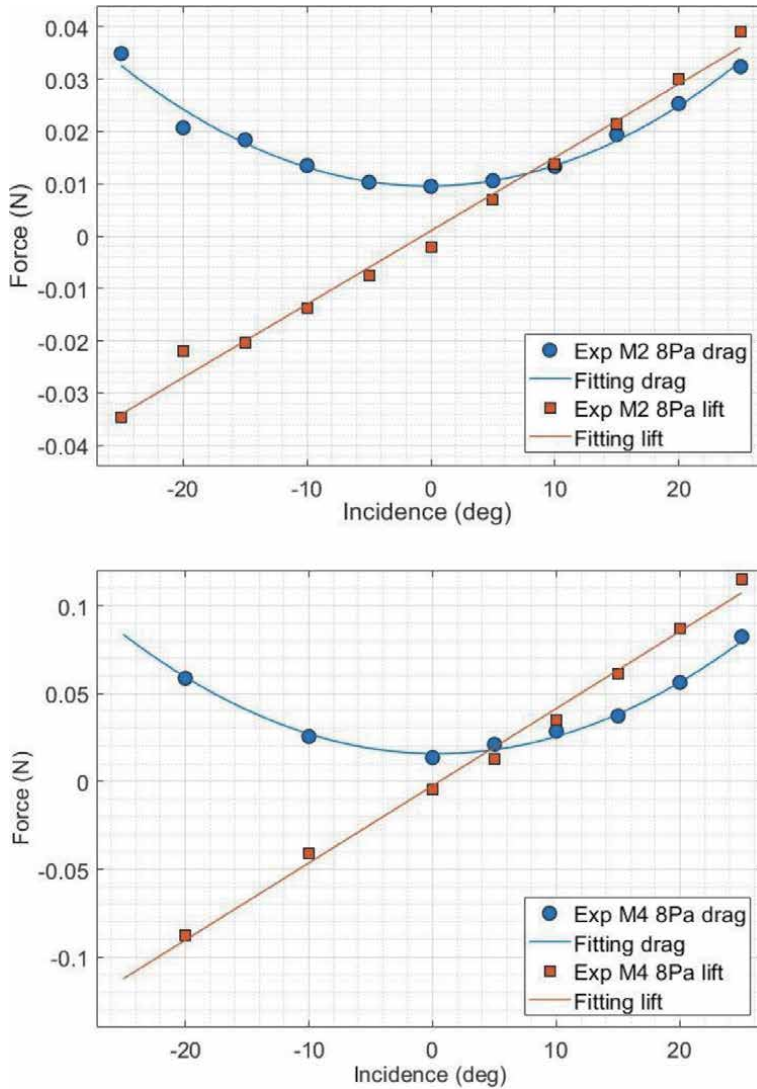 0.04
0.03
0.02
0.01
0
-0.01
-0.02
-0.03
-0.04
Force (N)
-20 -10 0 10 20
Incidence (deg)
Exp M2 8Pa drag
Fitting drag
Exp M2 8Pa lift
Fitting lift
0.1
0.05
0
-0.05
-0.1
Force (N)
-20 -10 0 10 20
Incidence (deg)
Exp M4 8Pa drag
Fitting drag
Exp M4 8Pa lift
Fitting lift